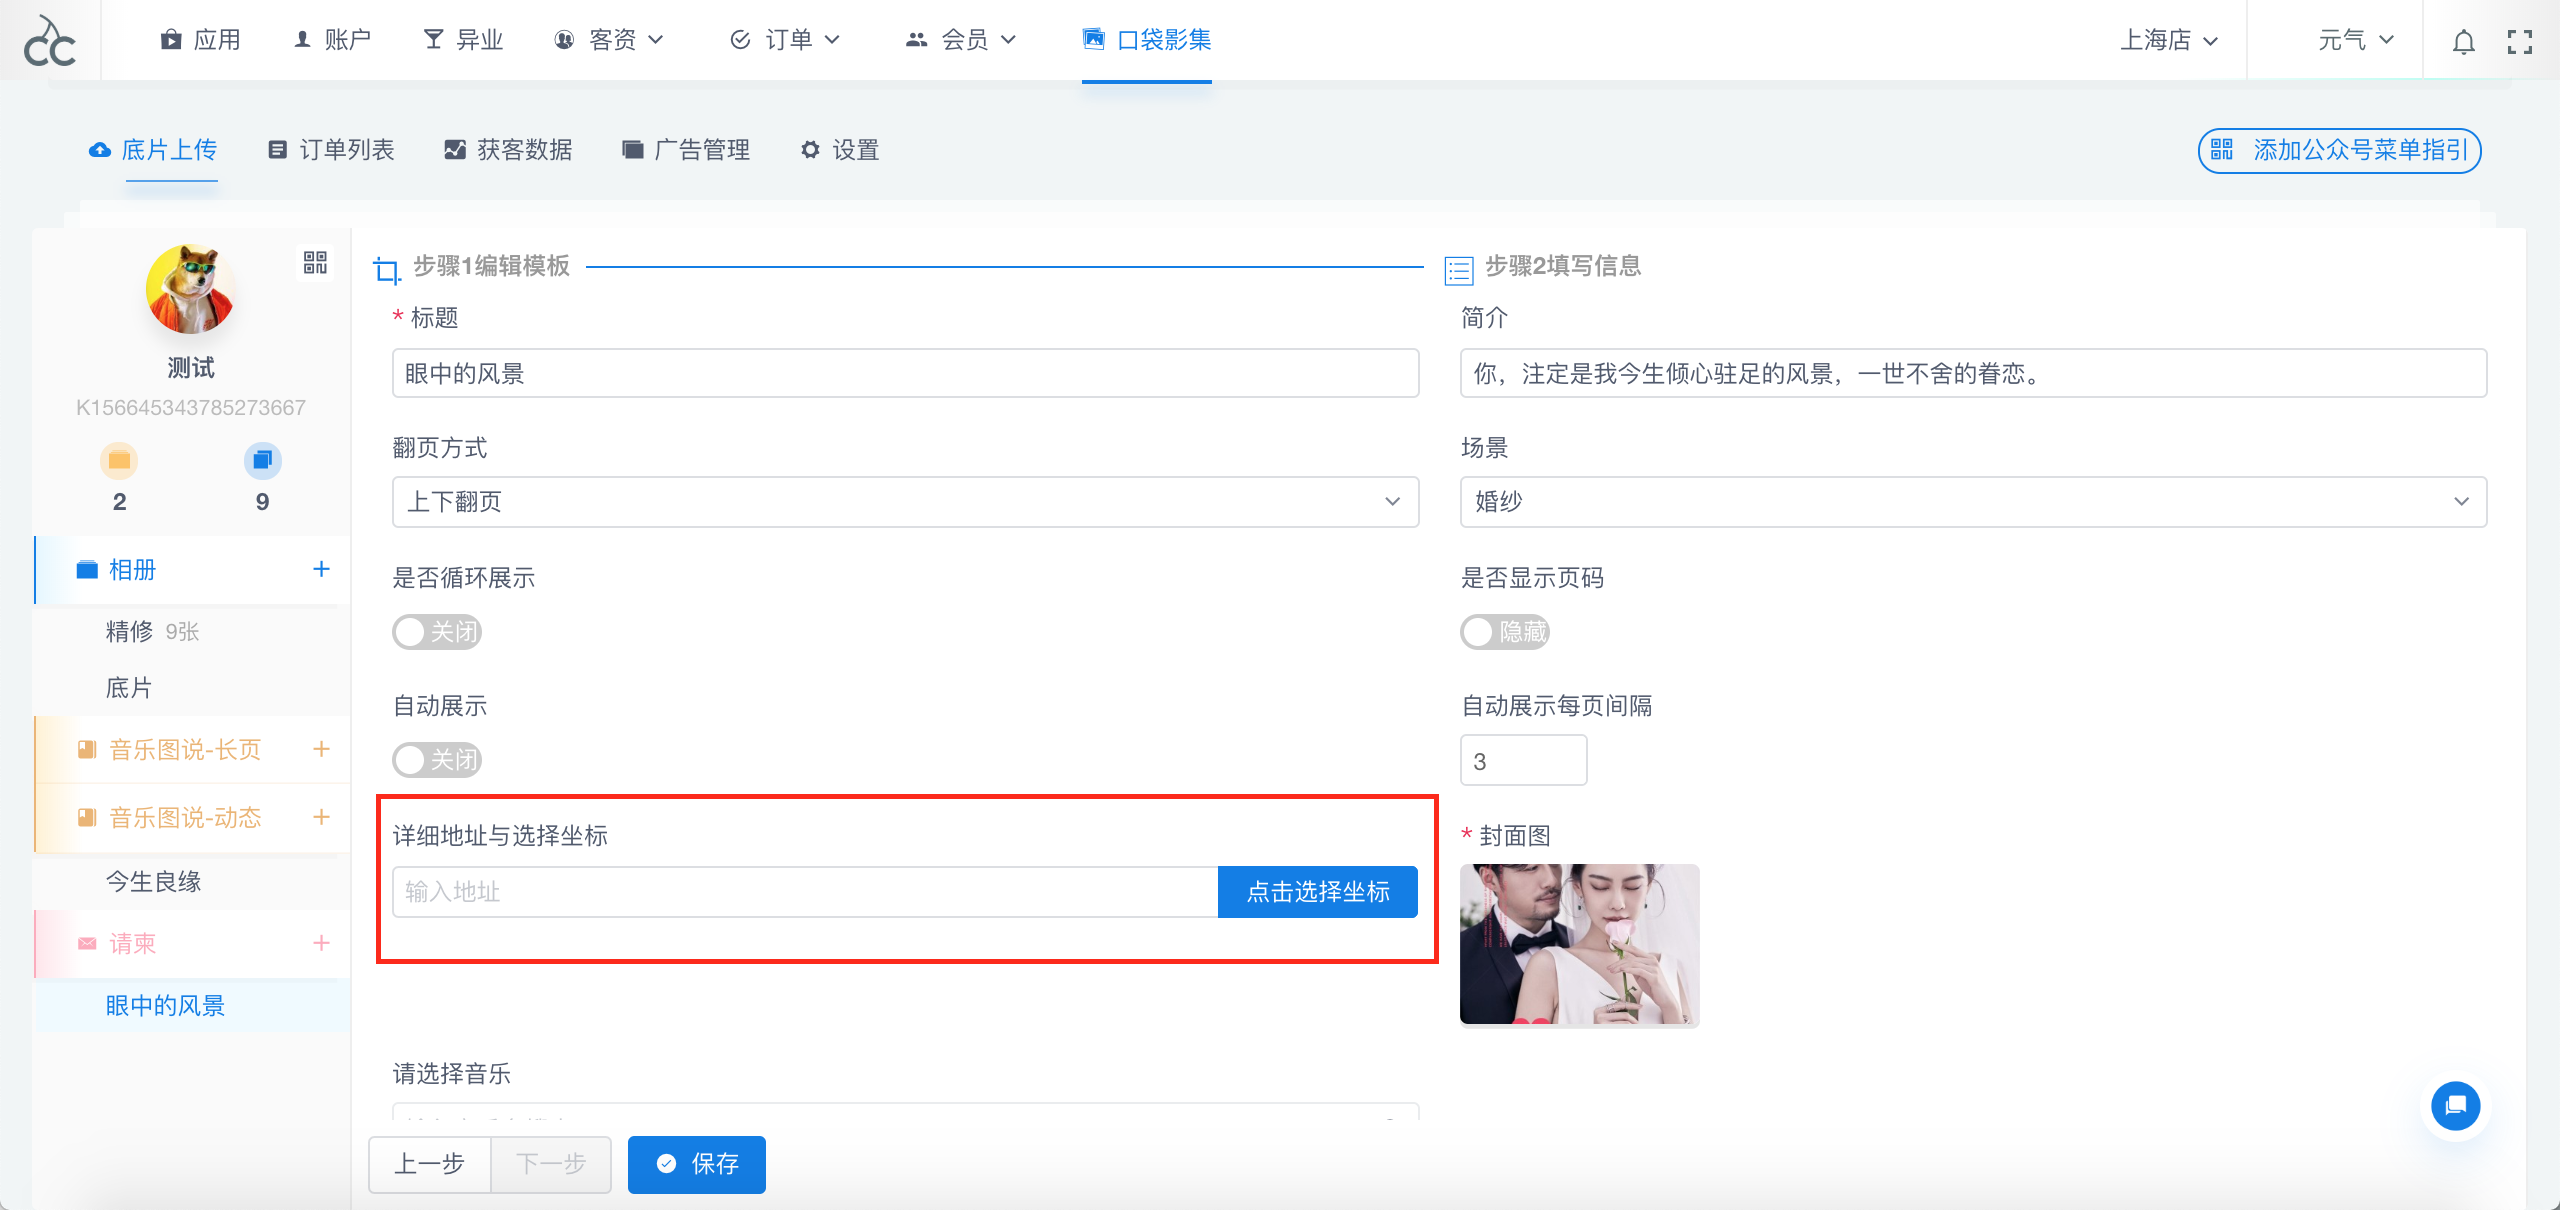 CC
应用
账户
异业
客资
订单
会员
口袋影集
上海店
元气
底片上传
订单列表
获客数据
广告管理
设置
添加公众号菜单指引
测试
K156645343785273667
2
9
相册
精修 9张
底片
音乐图说-长页
音乐图说-动态
今生良缘
请柬
眼中的风景
步骤1编辑模板
步骤2填写信息
* 标题
眼中的风景
简介
你，注定是我今生倾心驻足的风景，一世不舍的眷恋。
翻页方式
上下翻页
场景
婚纱
是否循环展示
关闭
是否显示页码
隐藏
自动展示
关闭
自动展示每页间隔
3
详细地址与选择坐标
输入地址
点击选择坐标
* 封面图
请选择音乐
上一步
下一步
保存